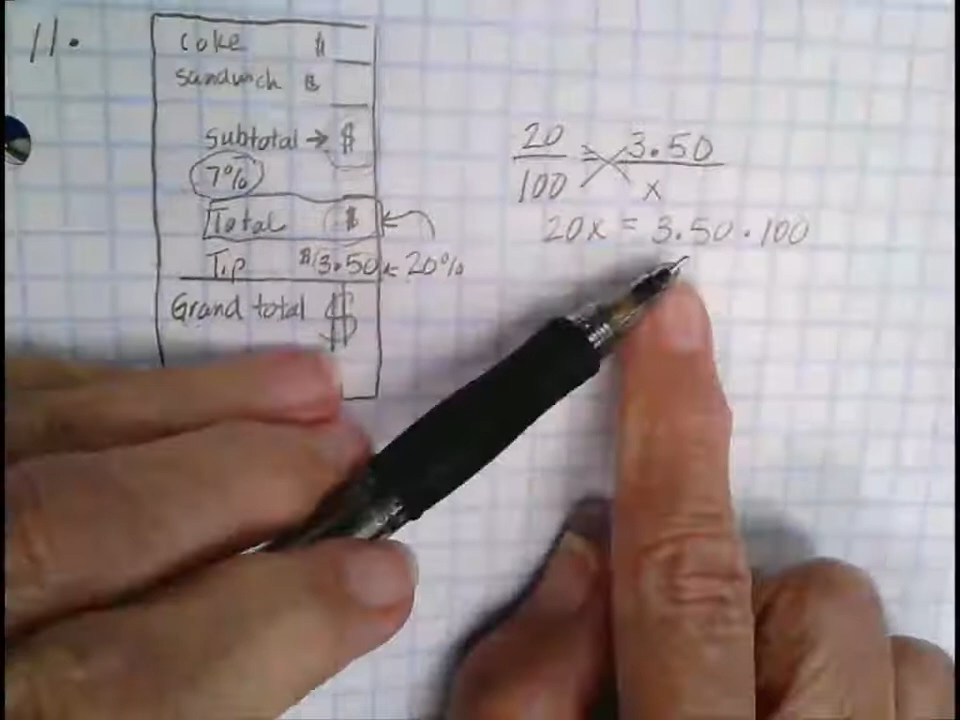 11.
Coke $
Sandwich $
Subtotal → $
7%
Total $
Tip $3.50 ← 20%
Grand total $
20/100 = 3.50/x
20x = 3.50 · 100